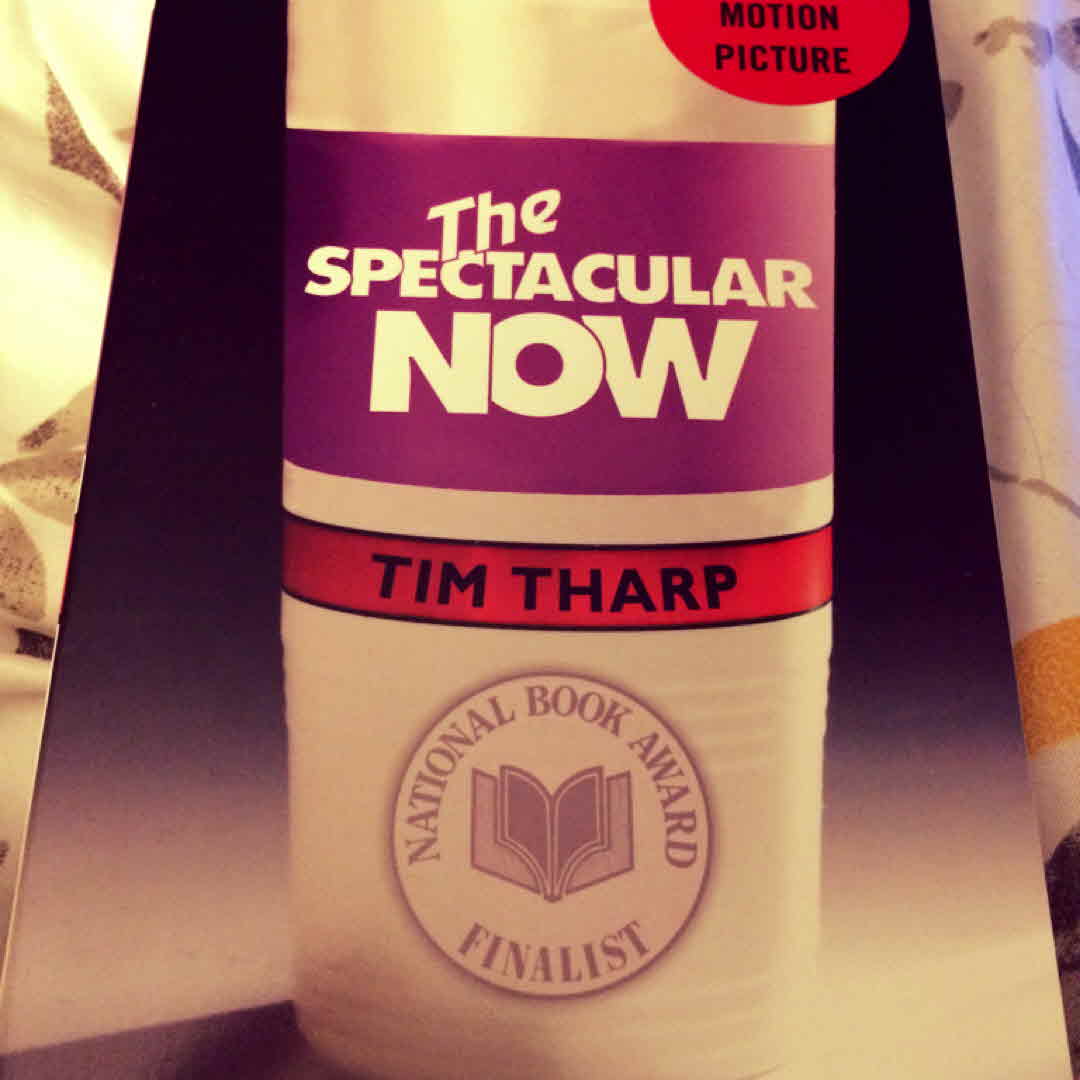 MOTION
PICTURE
The
SPECTACULAR
NOW
TIM THARP
NATIONAL BOOK AWARD
FINALIST